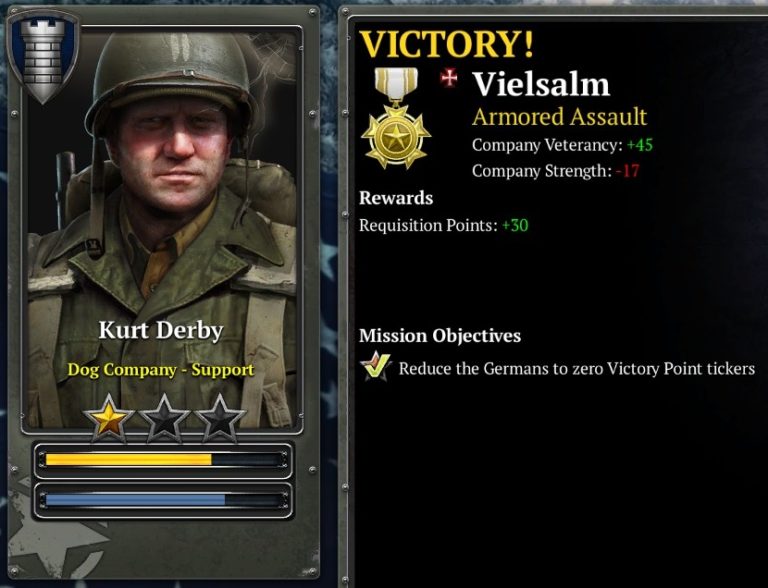 Kurt Derby
Dog Company - Support
VICTORY!
Vielsalm
Armored Assault
Company Veterancy: +45
Company Strength: -17
Rewards
Requisition Points: +30
Mission Objectives
Reduce the Germans to zero Victory Point tickers